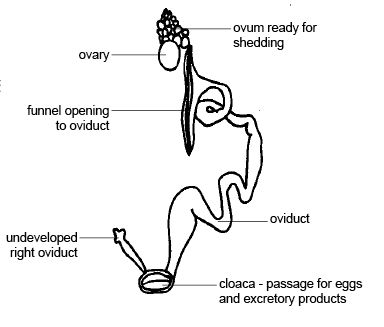 ovum ready for
shedding
ovary
funnel opening
to oviduct
oviduct
undeveloped
right oviduct
cloaca - passage for eggs
and excretory products